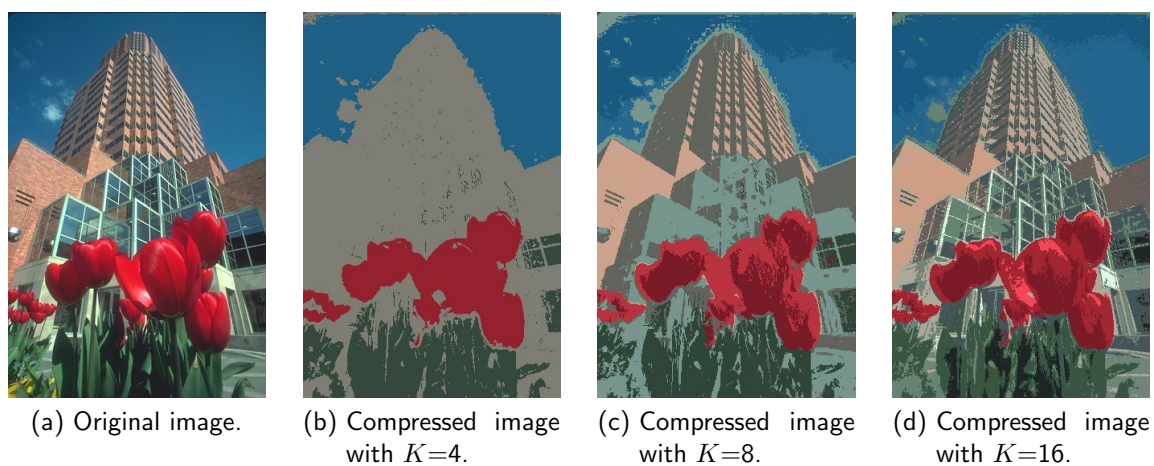 (a) Original image.
(b) Compressed image
with K=4.
(c) Compressed image
with K=8.
(d) Compressed image
with K=16.